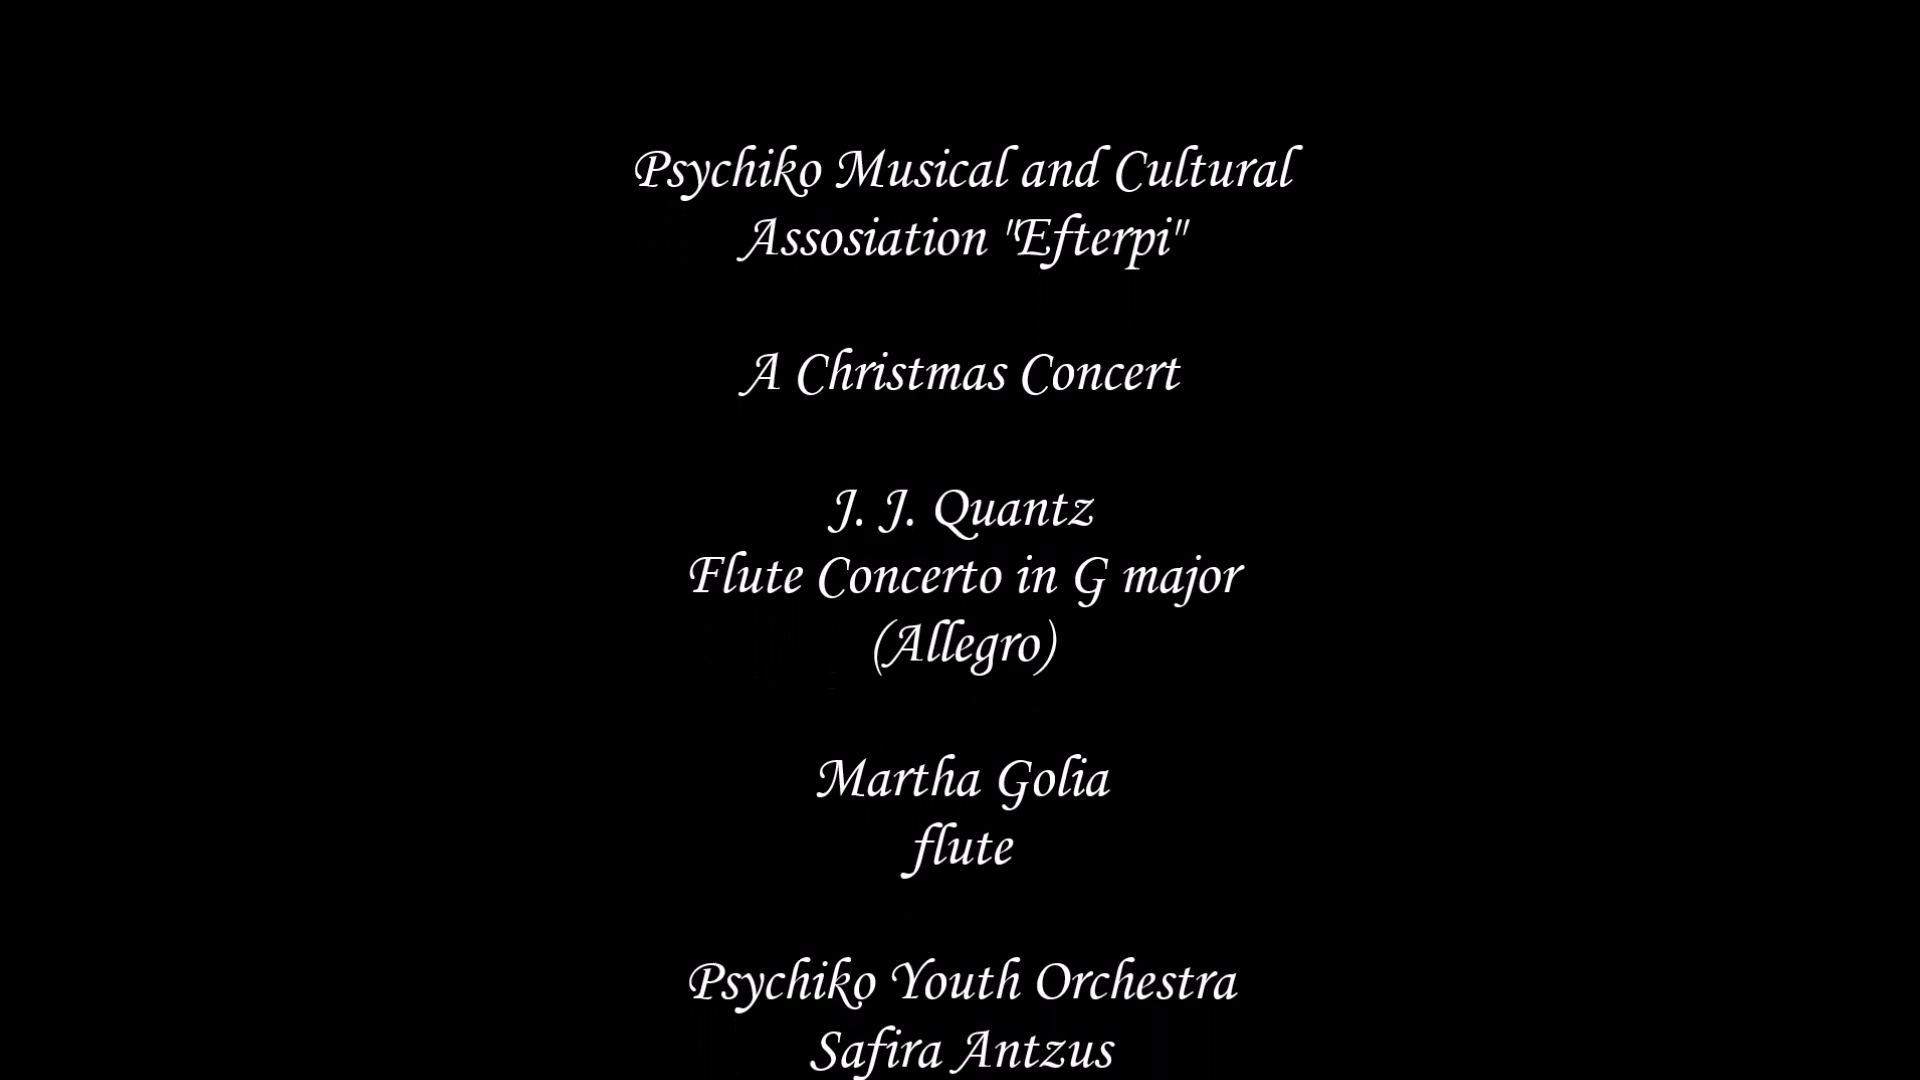 Psychiko Musical and Cultural
Assosiation "Efterpi"
A Christmas Concert
J. J. Quantz
Flute Concerto in G major
(Allegro)
Martha Golia
flute
Psychiko Youth Orchestra
Safira Antzus